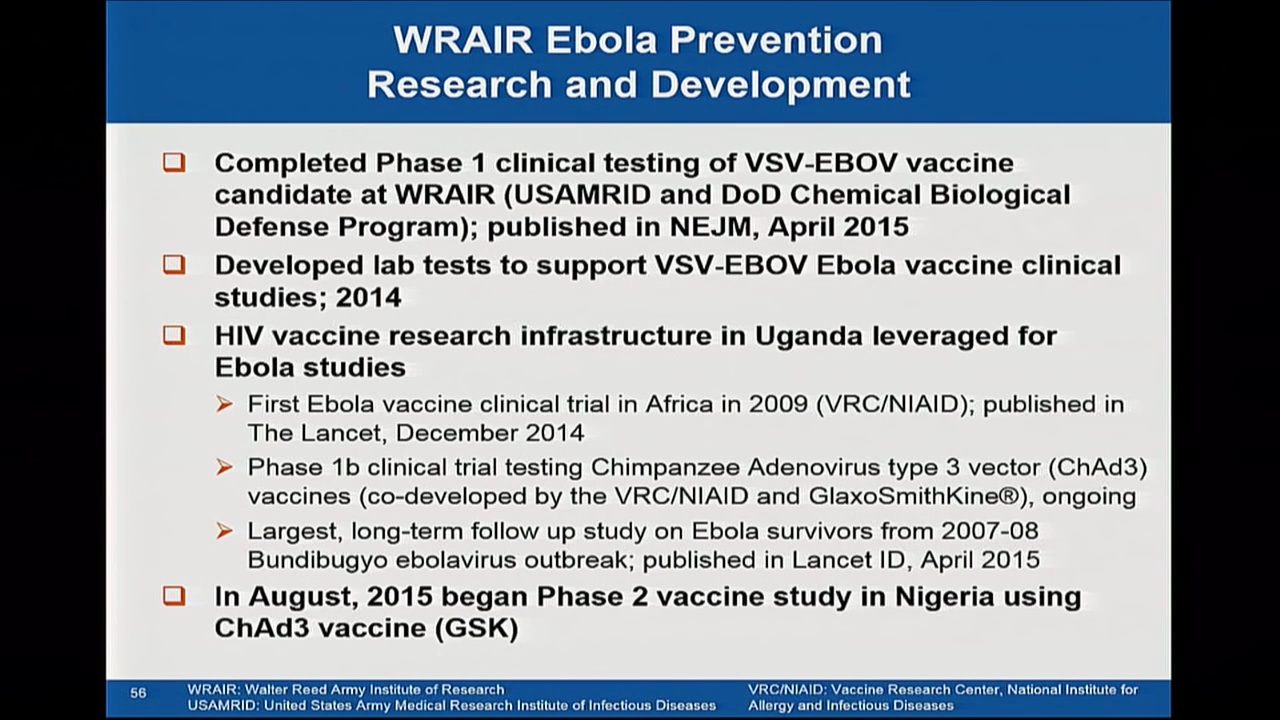 WRAIR Ebola Prevention
Research and Development
Completed Phase 1 clinical testing of VSV-EBOV vaccine
candidate at WRAIR (USAMRID and DoD Chemical Biological
Defense Program); published in NEJM, April 2015
Developed lab tests to support VSV-EBOV Ebola vaccine clinical
studies; 2014
HIV vaccine research infrastructure in Uganda leveraged for
Ebola studies
First Ebola vaccine clinical trial in Africa in 2009 (VRC/NIAID); published in
The Lancet, December 2014
Phase 1b clinical trial testing Chimpanzee Adenovirus type 3 vector (ChAd3)
vaccines (co-developed by the VRC/NIAID and GlaxoSmithKine®), ongoing
Largest, long-term follow up study on Ebola survivors from 2007-08
Bundibugyo ebolavirus outbreak; published in Lancet ID, April 2015
In August, 2015 began Phase 2 vaccine study in Nigeria using
ChAd3 vaccine (GSK)
56
WRAIR: Walter Reed Army Institute of Research
USAMRID: United States Army Medical Research Institute of Infectious Diseases
VRC/NIAID: Vaccine Research Center, National Institute for
Allergy and Infectious Diseases